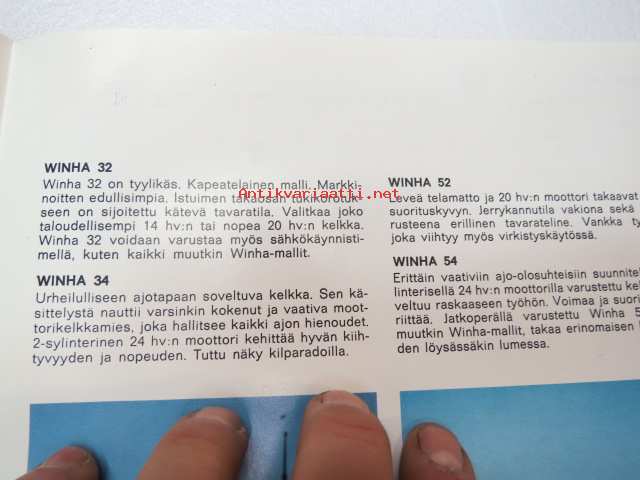 WINHA 32
Winha 32 on tyylikäs. Kapeatelainen malli. Markki-
noitten edullisimpia. Istuimen takaosan
Antikvariaatti.net
seen on sijoitettu kätevä tavaratila. Valitkaa joko
taloudellisempi 14 hv:n tai nopea 20 hv:n kelkka.
Winha 32 voidaan varustaa myös sähkökäynnisti-
mellä, kuten kaikki muutkin Winha-mallit.
WINHA 34
Urheilulliseen ajotapaan soveltuva kelkka. Sen kä-
sittelystä nauttii varsinkin kokenut ja vaativa moot-
torikelkkamies, joka hallitsee kaikki ajon hienoudet.
2-sylinterinen 24 hv:n moottori kehittää hyvän kiih-
tyvyyden ja nopeuden. Tuttu näky kilparadoilla.
WINHA 52
Leveä telamatto ja 20 hv:n moottori takaavat
suorituskyvyn. Jerrykannutila vakiona sekä
rusteena erillinen tavarateline. Vankka
joka viihtyy myös virkistyskäytössä.
WINHA 54
Erittäin vaativiin ajo-olosuhteisiin suunnitel
linterisellä 24 hv:n moottorilla varustettu
veltuu raskaaseen työhön. Voimaa ja
riittää. Jatkoperällä varustettu Winha
muutkin Winha-mallit, takaa erinomaisen
den löysässäkin lumessa.